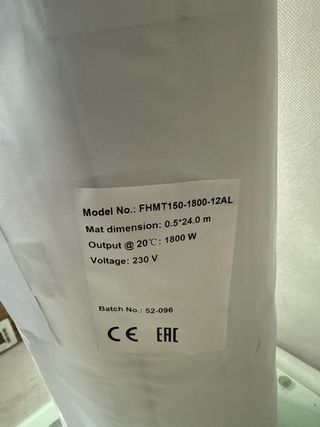 Model No.: FHMT150-1800-12AL
Mat dimension: 0.5*24.0 m
Output @ 20℃: 1800 W
Voltage: 230 V
Batch No.: 52-096
CE EAC